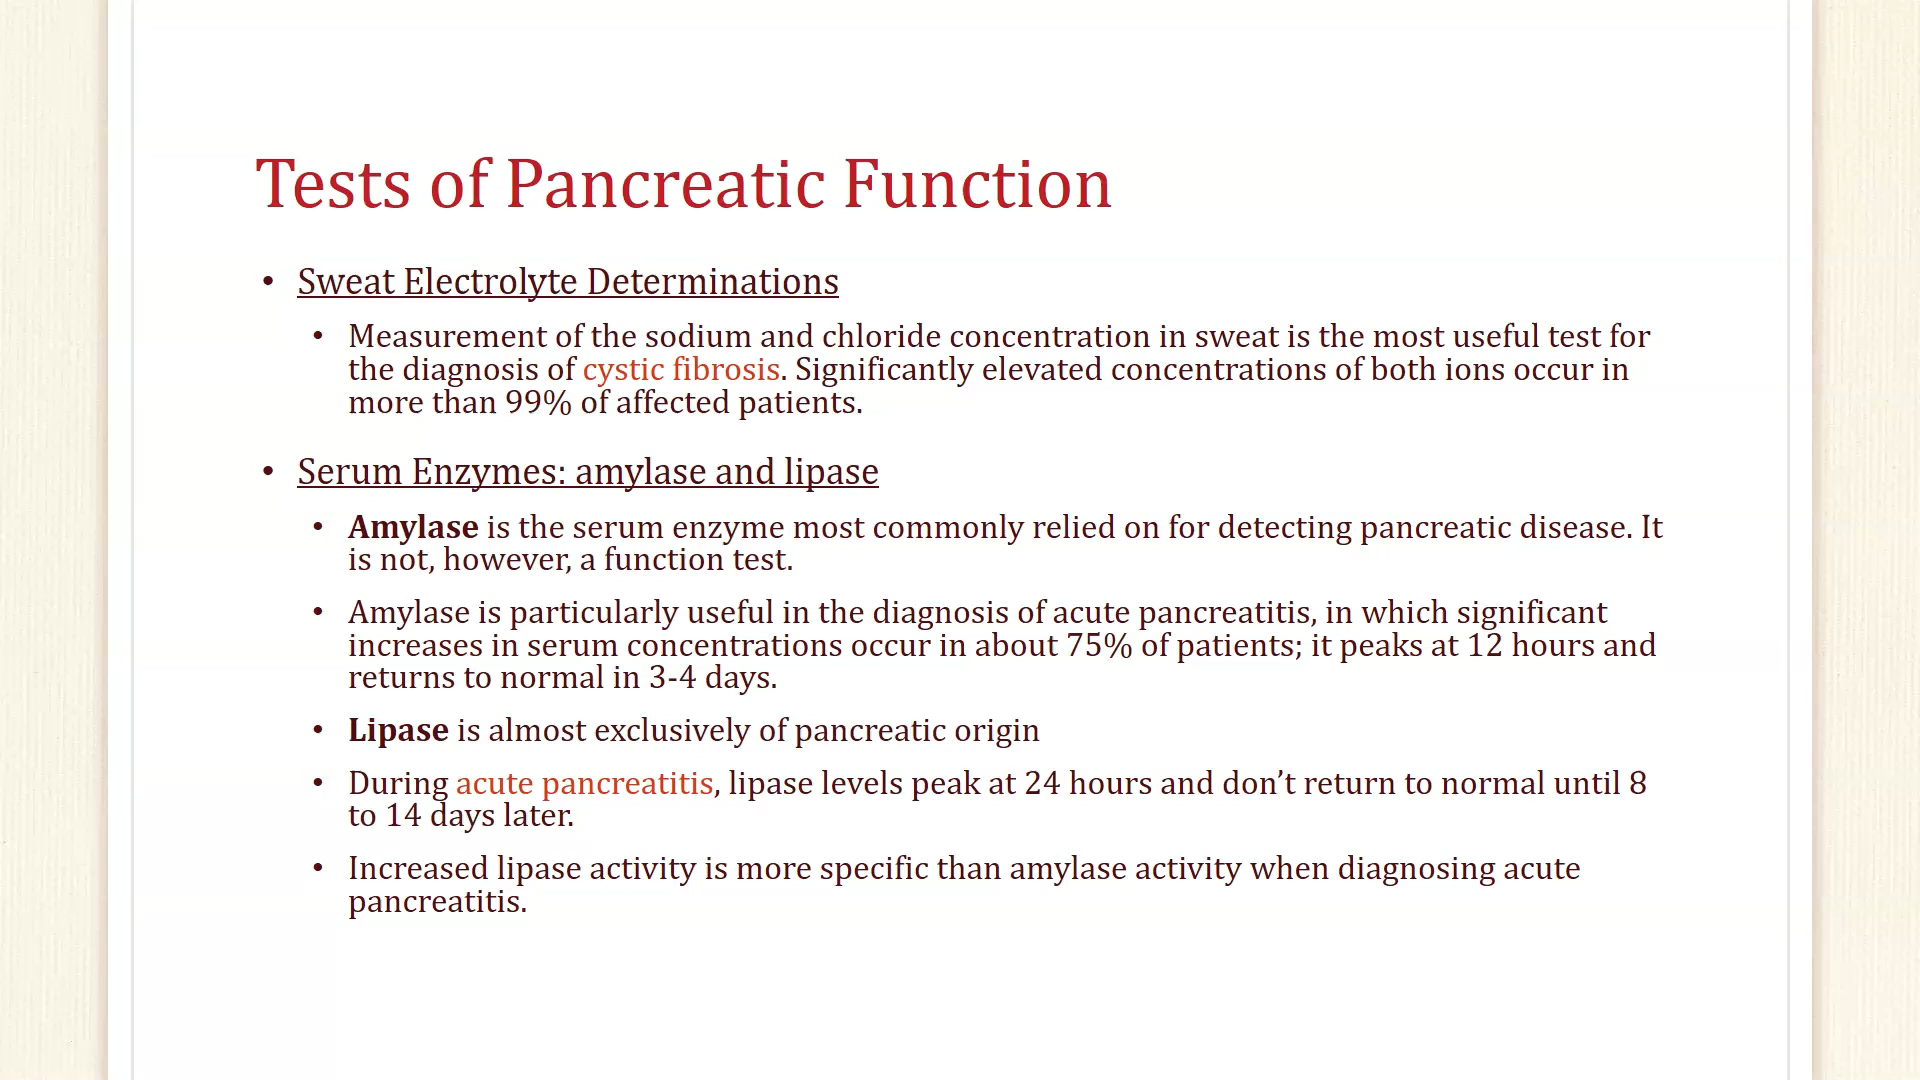 Tests of Pancreatic Function
• Sweat Electrolyte Determinations
• Measurement of the sodium and chloride concentration in sweat is the most useful test for
the diagnosis of cystic fibrosis. Significantly elevated concentrations of both ions occur in
more than 99% of affected patients.
• Serum Enzymes: amylase and lipase
• Amylase is the serum enzyme most commonly relied on for detecting pancreatic disease. It
is not, however, a function test.
• Amylase is particularly useful in the diagnosis of acute pancreatitis, in which significant
increases in serum concentrations occur in about 75% of patients; it peaks at 12 hours and
returns to normal in 3-4 days.
• Lipase is almost exclusively of pancreatic origin
• During acute pancreatitis, lipase levels peak at 24 hours and don’t return to normal until 8
to 14 days later.
• Increased lipase activity is more specific than amylase activity when diagnosing acute
pancreatitis.